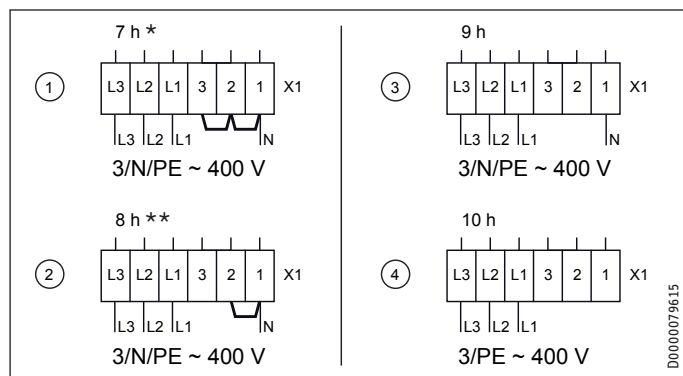 7 h *
1
L3 L2 L1 3 2 1 X1
L3 L2 L1 N
3/N/PE ~ 400 V
8 h **
2
L3 L2 L1 3 2 1 X1
L3 L2 L1 N
3/N/PE ~ 400 V
9 h
3
L3 L2 L1 3 2 1 X1
L3 L2 L1 N
3/N/PE ~ 400 V
10 h
4
L3 L2 L1 3 2 1 X1
L3 L2 L1
3/PE ~ 400 V
D0000079615